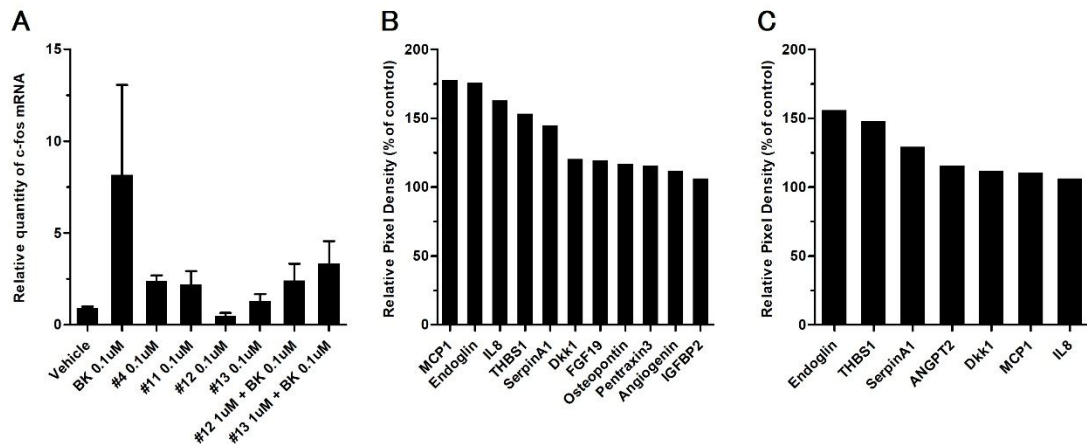 A
Relative quantity of c-fos mRNA
15
10
5
0
Vehicle
BK 0.1uM
#4 0.1uM
#11 0.1uM
#12 0.1uM
#13 0.1uM
#12 1uM + BK 0.1uM
#13 1uM + BK 0.1uM
B
Relative Pixel Density (% of control)
200
150
100
50
0
MCP1
Endoglin
IL8
THBS1
SerpinA1
Dkk1
FGF19
Osteopontin
Pentraxin3
Angiogenin
IGFBP2
C
Relative Pixel Density (% of control)
200
150
100
50
0
Endoglin
THBS1
SerpinA1
ANGPT2
Dkk1
MCP1
IL8